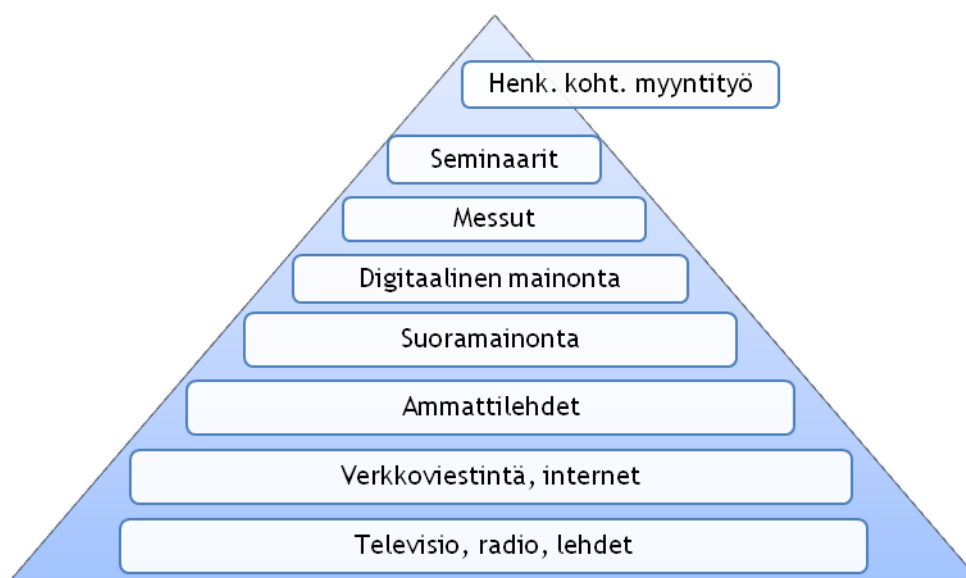 Henk. koht. myyntityö
Seminaarit
Messut
Digitaalinen mainonta
Suoramainonta
Ammattilehdet
Verkkoviestintä, internet
Televisio, radio, lehdet